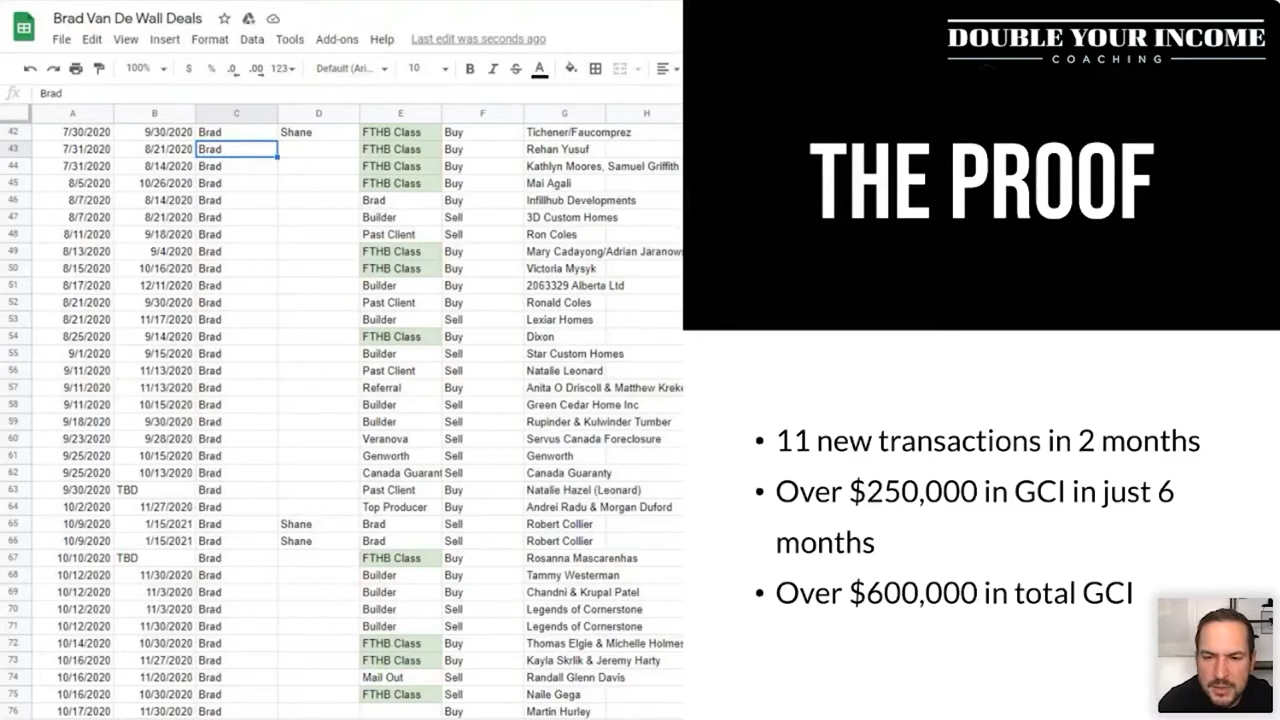 Brad Van De Wall Deals
File Edit View Insert Format Data Tools Add-ons Help Last edit was seconds ago
100% $ % .0 .00 123 Default (Ari... 10 B I S A
fx Brad
A B C D E F G H
42 7/30/2020 9/30/2020 Brad Shane FTHB Class Buy Tichener/Faucomprez
43 7/31/2020 8/21/2020 Brad FTHB Class Buy Rehan Yusuf
44 7/31/2020 8/14/2020 Brad FTHB Class Buy Kathlyn Moores, Samuel Griffith
45 8/5/2020 10/26/2020 Brad FTHB Class Buy Mai Agali
46 8/7/2020 8/14/2020 Brad Brad Buy Infillhub Developments
47 8/7/2020 8/21/2020 Brad Builder Sell 3D Custom Homes
48 8/11/2020 9/18/2020 Brad Past Client Sell Ron Coles
49 8/13/2020 9/4/2020 Brad FTHB Class Buy Mary Cadayong/Adrian Jaranows
50 8/15/2020 10/16/2020 Brad FTHB Class Buy Victoria Mysyk
51 8/17/2020 12/11/2020 Brad Builder Buy 2063329 Alberta Ltd
52 8/21/2020 9/30/2020 Brad Past Client Buy Ronald Coles
53 8/21/2020 11/17/2020 Brad Builder Sell Lexiar Homes
54 8/25/2020 9/14/2020 Brad FTHB Class Buy Dixon
55 9/1/2020 9/15/2020 Brad Builder Sell Star Custom Homes
56 9/11/2020 11/13/2020 Brad Past Client Sell Natalie Leonard
57 9/11/2020 11/13/2020 Brad Referral Buy Anita O Driscoll & Matthew Kreke
58 9/11/2020 10/15/2020 Brad Builder Sell Green Cedar Home Inc
59 9/18/2020 9/30/2020 Brad Builder Sell Rupinder & Kulwinder Tumber
60 9/23/2020 9/28/2020 Brad Veranova Sell Servus Canada Foreclosure
61 9/25/2020 10/15/2020 Brad Genworth Sell Genworth
62 9/25/2020 10/13/2020 Brad Canada Guarant Sell Canada Guaranty
63 9/30/2020 TBD Brad Past Client Buy Natalie Hazel (Leonard)
64 10/2/2020 11/27/2020 Brad Top Producer Buy Andrei Radu & Morgan Duford
65 10/9/2020 1/15/2021 Brad Shane Brad Sell Robert Collier
66 10/9/2020 1/15/2021 Brad Shane Brad Sell Robert Collier
67 10/10/2020 TBD Brad FTHB Class Buy Rosanna Mascarenhas
68 10/12/2020 11/30/2020 Brad Builder Buy Tammy Westerman
69 10/12/2020 11/3/2020 Brad Builder Buy Chandni & Krupal Patel
70 10/12/2020 11/3/2020 Brad Builder Sell Legends of Cornerstone
71 10/12/2020 11/30/2020 Brad Builder Sell Legends of Cornerstone
72 10/14/2020 10/30/2020 Brad FTHB Class Buy Thomas Elgie & Michelle Holmes
73 10/16/2020 11/27/2020 Brad FTHB Class Buy Kayla Skrlik & Jeremy Harty
74 10/16/2020 11/20/2020 Brad Mail Out Sell Randall Glenn Davis
75 10/16/2020 10/30/2020 Brad FTHB Class Sell Naile Gega
76 10/17/2020 11/30/2020 Brad Buy Martin Hurley
DOUBLE YOUR INCOME
COACHING
THE PROOF
• 11 new transactions in 2 months
• Over $250,000 in GCI in just 6
months
• Over $600,000 in total GCI